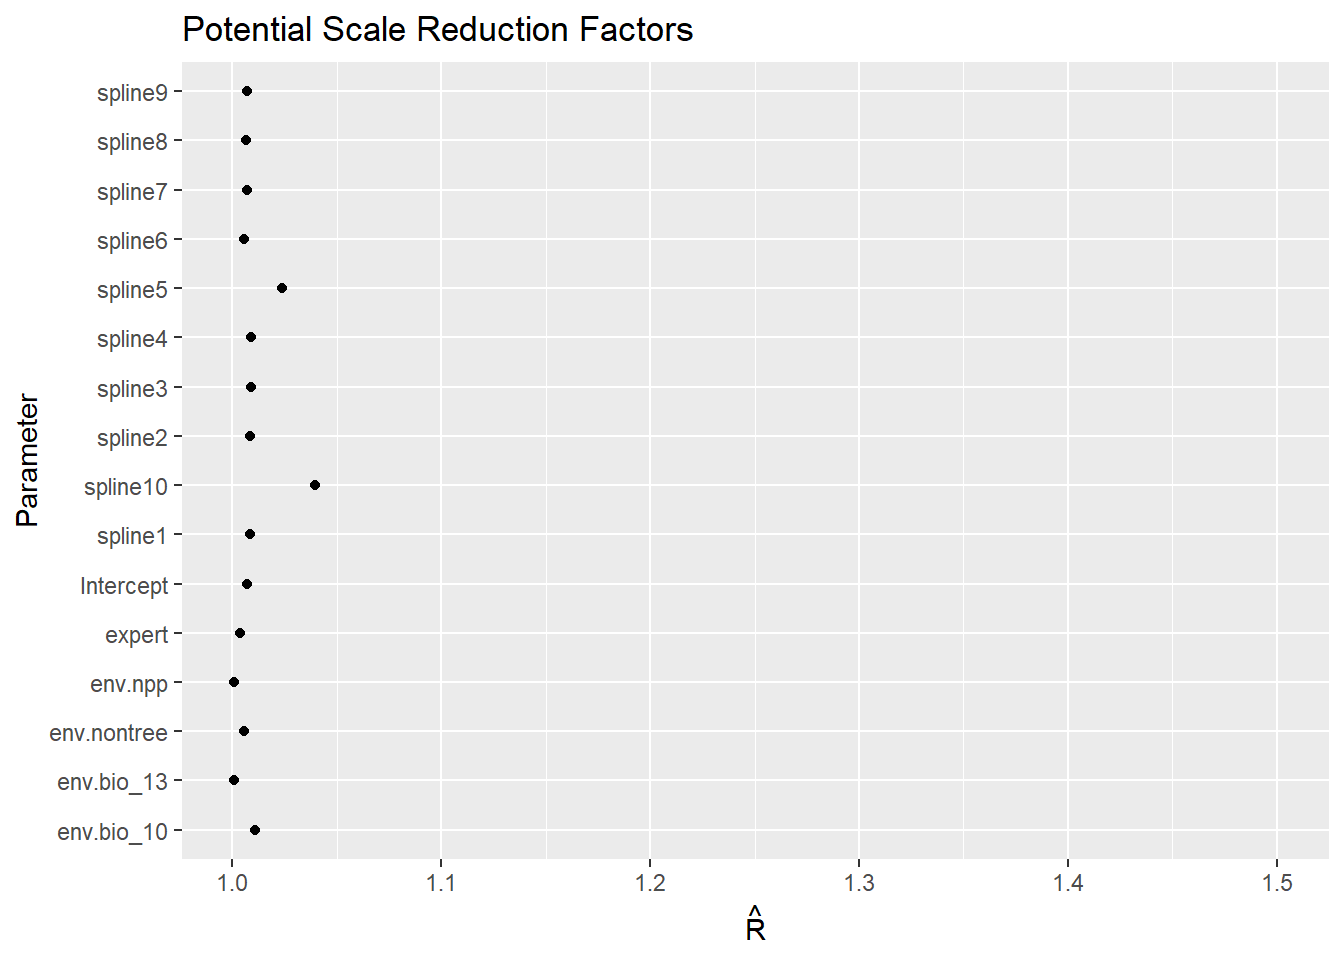 Potential Scale Reduction Factors
Parameter
spline9
spline8
spline7
spline6
spline5
spline4
spline3
spline2
spline10
spline1
Intercept
expert
env.npp
env.nontree
env.bio_13
env.bio_10
1.0 1.1 1.2 1.3 1.4 1.5
R̂